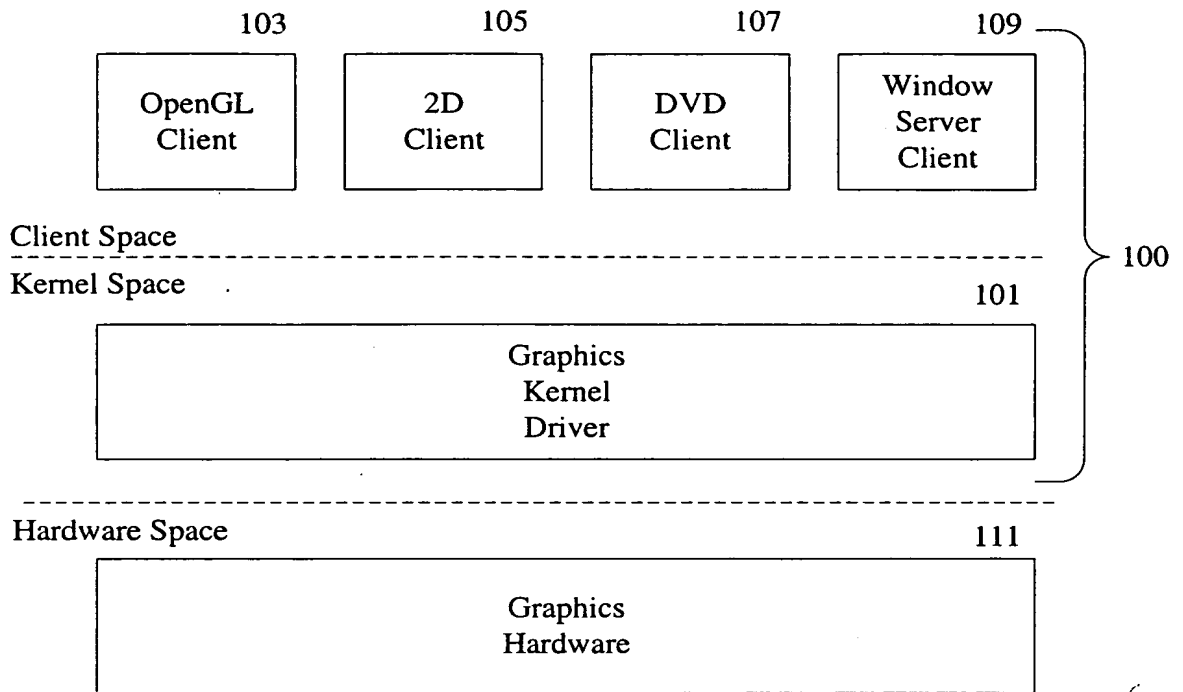 103 105 107 109
OpenGL
Client
2D
Client
DVD
Client
Window
Server
Client
Client Space
100
Kernel Space
101
Graphics
Kernel
Driver
Hardware Space
111
Graphics
Hardware